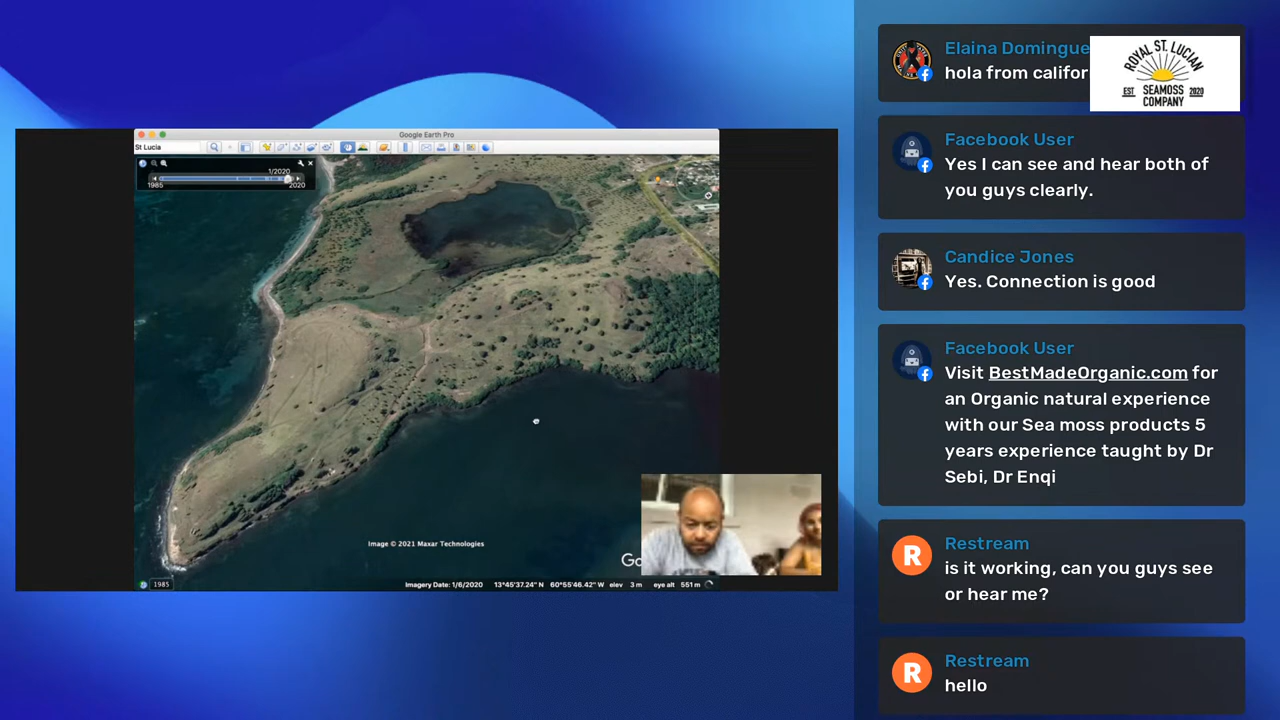 Google Earth Pro
St Lucia
1/2020
1985
2020
Image © 2021 Maxar Technologies
Go
1985
Imagery Date: 1/6/2020 13°45'37.24" N 60°55'46.42" W elev 3 m eye alt 551 m
Elaina Domingue
hola from califor
ROYAL ST. LUCIAN
EST 2020
SEAMOSS
COMPANY
Facebook User
Yes I can see and hear both of
you guys clearly.
Candice Jones
Yes. Connection is good
Facebook User
Visit BestMadeOrganic.com for
an Organic natural experience
with our Sea moss products 5
years experience taught by Dr
Sebi, Dr Enqi
R Restream
is it working, can you guys see
or hear me?
R Restream
hello